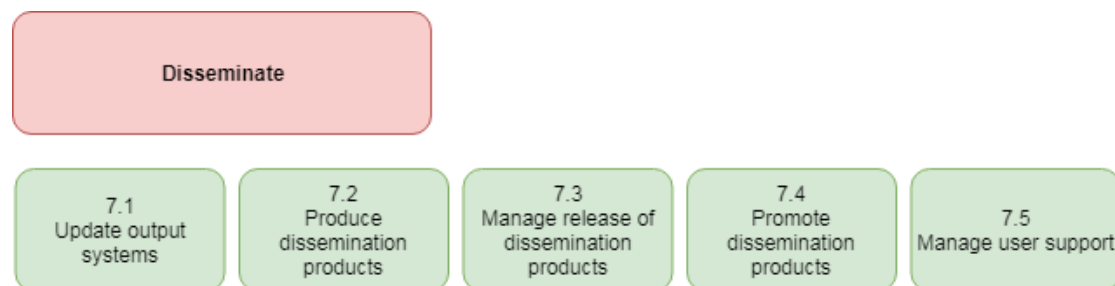 Disseminate
7.1
Update output
systems
7.2
Produce
dissemination
products
7.3
Manage release of
dissemination
products
7.4
Promote
dissemination
products
7.5
Manage user support